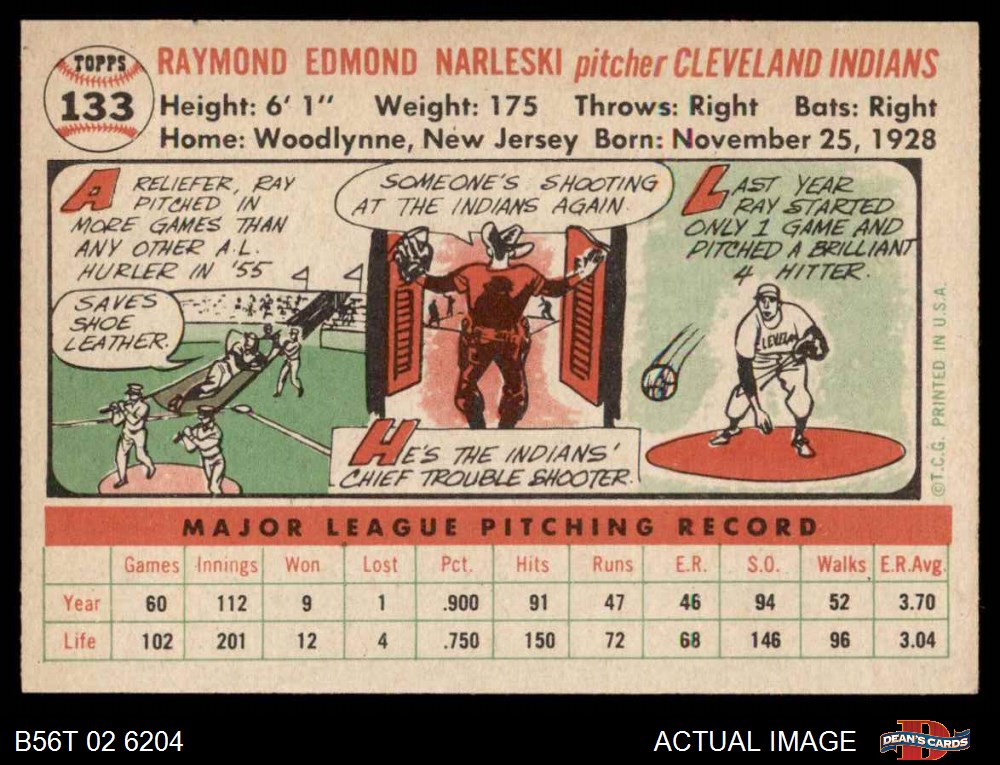 TOPPS
133
RAYMOND EDMOND NARLESKI pitcher CLEVELAND INDIANS
Height: 6' 1" Weight: 175 Throws: Right Bats: Right
Home: Woodlynne, New Jersey Born: November 25, 1928
A RELIEFER, RAY
PITCHED IN
MORE GAMES THAN
ANY OTHER A.L.
HURLER IN '55
SAVES
SHOE
LEATHER.
SOMEONE'S SHOOTING
AT THE INDIANS AGAIN.
HE'S THE INDIANS'
CHIEF TROUBLE SHOOTER.
LAST YEAR
RAY STARTED
ONLY 1 GAME AND
PITCHED A BRILLIANT
4 HITTER.
CLEVELAN
©T.C.G. PRINTED IN U.S.A.
MAJOR LEAGUE PITCHING RECORD
Games Innings Won Lost Pct. Hits Runs E.R. S.O. Walks E.R.Avg.
Year 60 112 9 1 .900 91 47 46 94 52 3.70
Life 102 201 12 4 .750 150 72 68 146 96 3.04
B56T 02 6204
ACTUAL IMAGE
DEAN'S CARDS